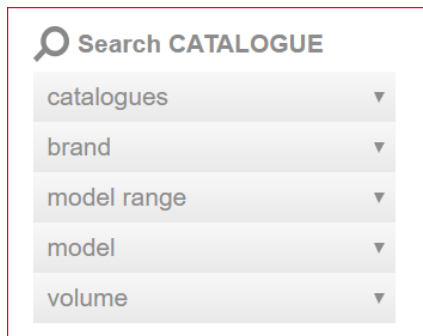 Search CATALOGUE
catalogues
brand
model range
model
volume